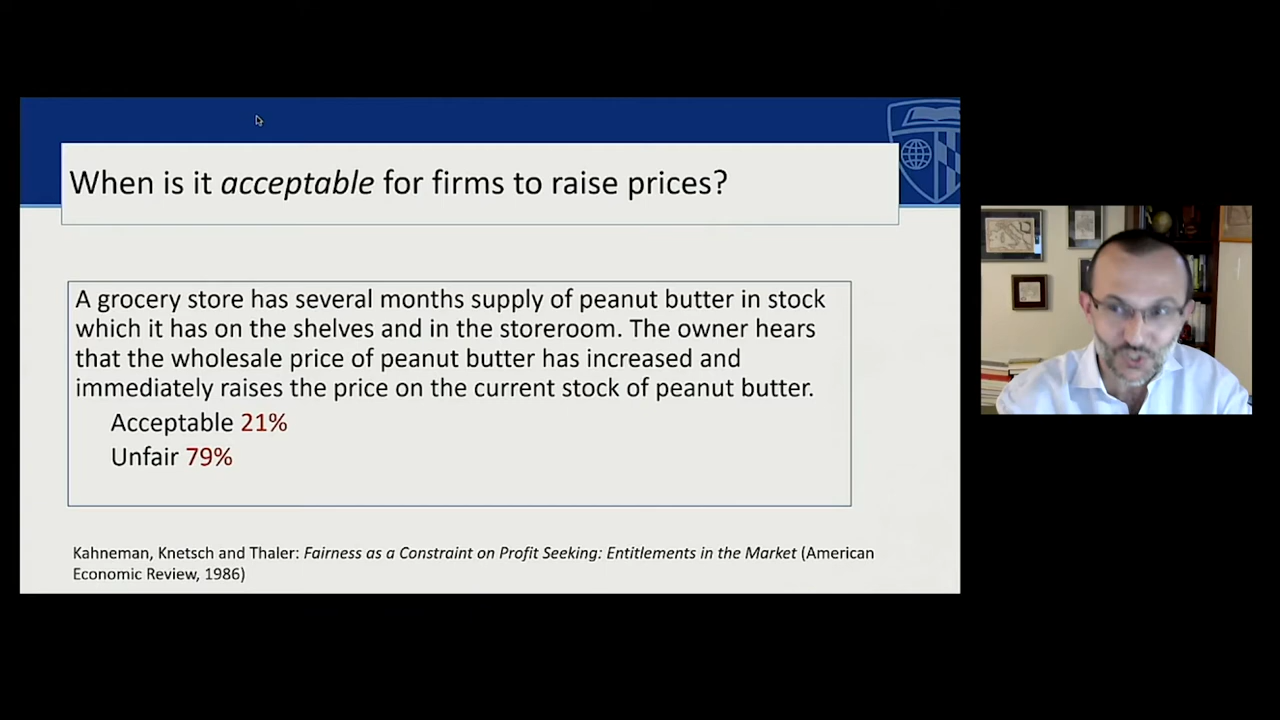 When is it acceptable for firms to raise prices?
A grocery store has several months supply of peanut butter in stock
which it has on the shelves and in the storeroom. The owner hears
that the wholesale price of peanut butter has increased and
immediately raises the price on the current stock of peanut butter.
Acceptable 21%
Unfair 79%
Kahneman, Knetsch and Thaler: Fairness as a Constraint on Profit Seeking: Entitlements in the Market (American
Economic Review, 1986)